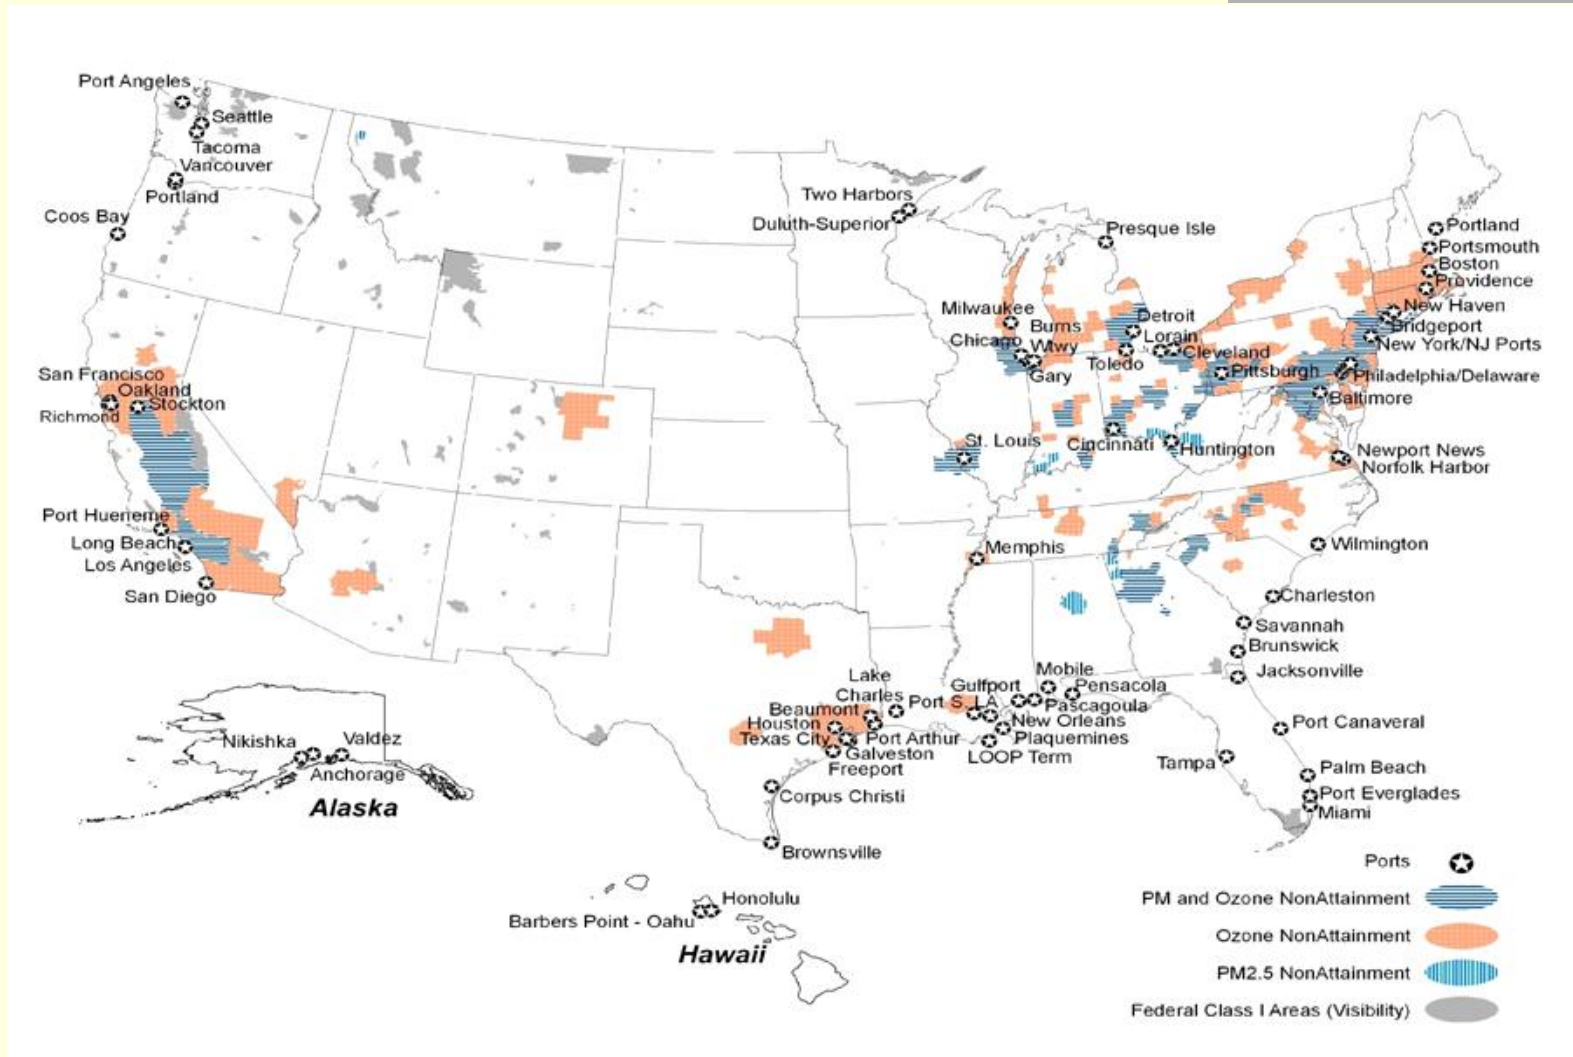 Port Angeles
Seattle
Tacoma
Vancouver
Portland
Coos Bay
San Francisco
Oakland
Stockton
Richmond
Port Hueneme
Long Beach
Los Angeles
San Diego
Two Harbors
Duluth-Superior
Presque Isle
Milwaukee
Burns
Chicago
Wtwy
Gary
Detroit
Lorain
Toledo
Cleveland
Pittsburgh
Portland
Portsmouth
Boston
Providence
New Haven
Bridgeport
New York/NJ Ports
Philadelphia/Delaware
Baltimore
St. Louis
Cincinnati
Huntington
Newport News
Norfolk Harbor
Memphis
Wilmington
Charleston
Savannah
Brunswick
Jacksonville
Lake
Charles
Beaumont
Houston
Texas City
Port Arthur
Galveston
Freeport
Port S. LA
Gulfport
Mobile
Pensacola
Pascagoula
New Orleans
Plaquemines
LOOP Term
Corpus Christi
Brownsville
Port Canaveral
Tampa
Palm Beach
Port Everglades
Miami
Nikishka
Valdez
Anchorage
Alaska
Honolulu
Barbers Point - Oahu
Hawaii
Ports
PM and Ozone NonAttainment
Ozone NonAttainment
PM2.5 NonAttainment
Federal Class I Areas (Visibility)